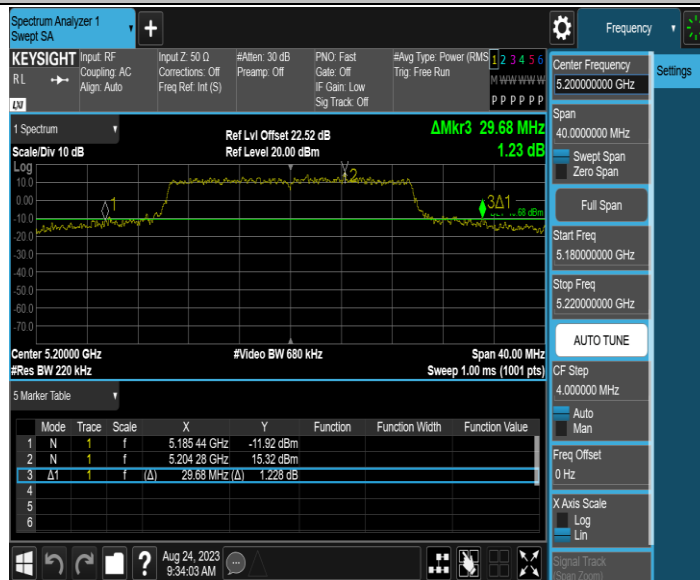 Spectrum Analyzer 1
Swept SA
Frequency
KEYSIGHT
RL
LXI
Input: RF
Coupling: AC
Align: Auto
Input Z: 50 Ω
Corrections: Off
Freq Ref: Int (S)
#Atten: 30 dB
Preamp: Off
PNO: Fast
Gate: Off
IF Gain: Low
Sig Track: Off
#Avg Type: Power (RMS
Trig: Free Run
1 2 3 4 5 6
M W W W W W
P P P P P P
1 Spectrum
Scale/Div 10 dB
Ref Lvl Offset 22.52 dB
Ref Level 20.00 dBm
ΔMkr3 29.68 MHz
1.23 dB
Log
10.0
0.00
-10.0
-20.0
-30.0
-40.0
-50.0
-60.0
-70.0
1
2
3Δ1
.68 dBm
Center 5.20000 GHz
#Res BW 220 kHz
#Video BW 680 kHz
Span 40.00 MHz
Sweep 1.00 ms (1001 pts)
5 Marker Table
Mode Trace Scale X Y Function Function Width Function Value
1 N 1 f 5.185 44 GHz -11.92 dBm
2 N 1 f 5.204 28 GHz 15.32 dBm
3 Δ1 1 f (Δ) 29.68 MHz (Δ) 1.228 dB
4
5
6
?
Aug 24, 2023
9:34:03 AM
Center Frequency
5.200000000 GHz
Span
40.0000000 MHz
Swept Span
Zero Span
Full Span
Start Freq
5.180000000 GHz
Stop Freq
5.220000000 GHz
AUTO TUNE
CF Step
4.000000 MHz
Auto
Man
Freq Offset
0 Hz
X Axis Scale
Log
Lin
Signal Track
(Span Zoom)
Settings